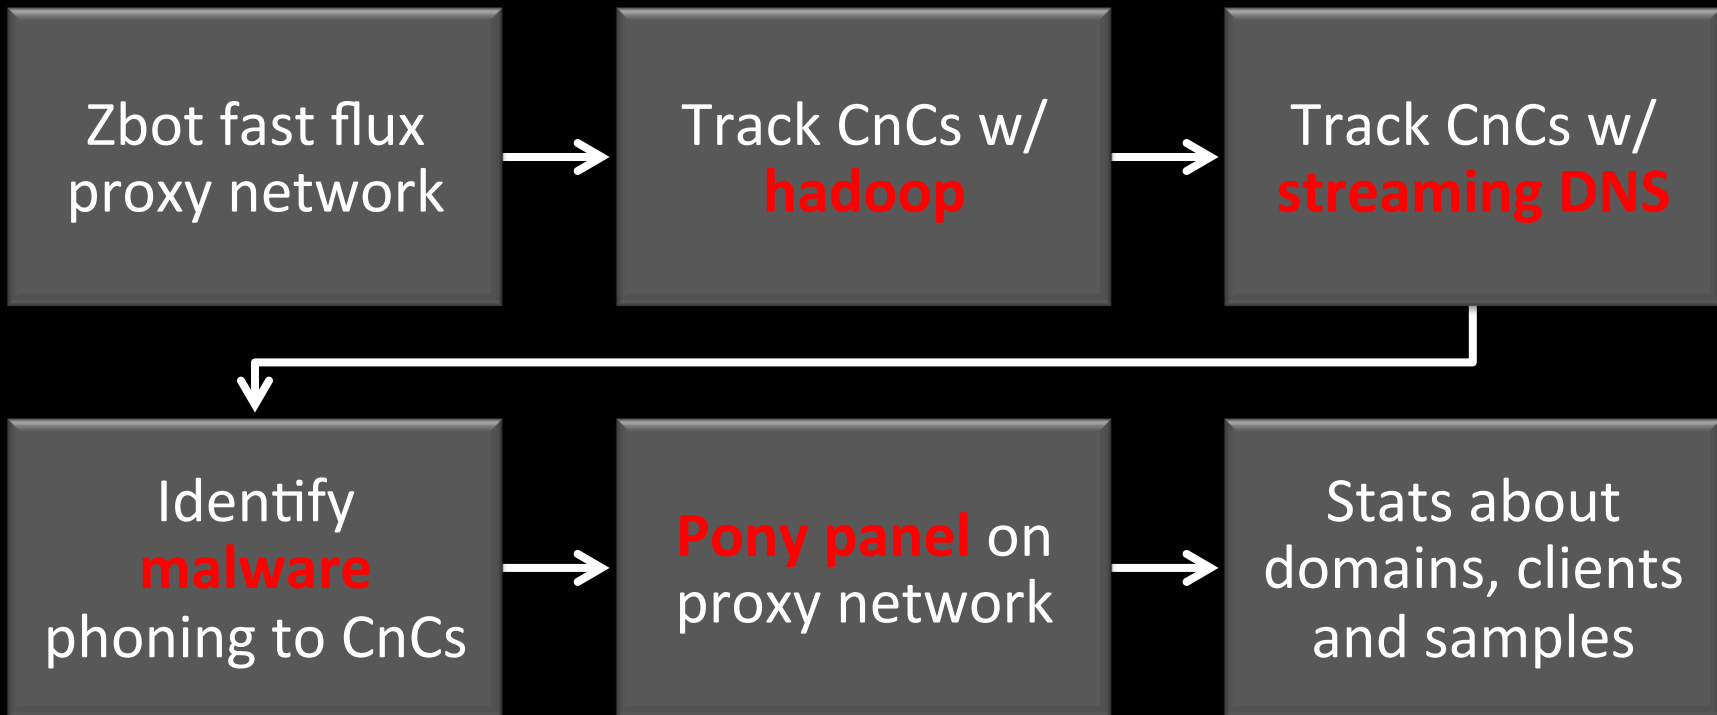 Zbot fast flux
proxy network
Track CnCs w/
hadoop
Track CnCs w/
streaming DNS
Identify
malware
phoning to CnCs
Pony panel on
proxy network
Stats about
domains, clients
and samples